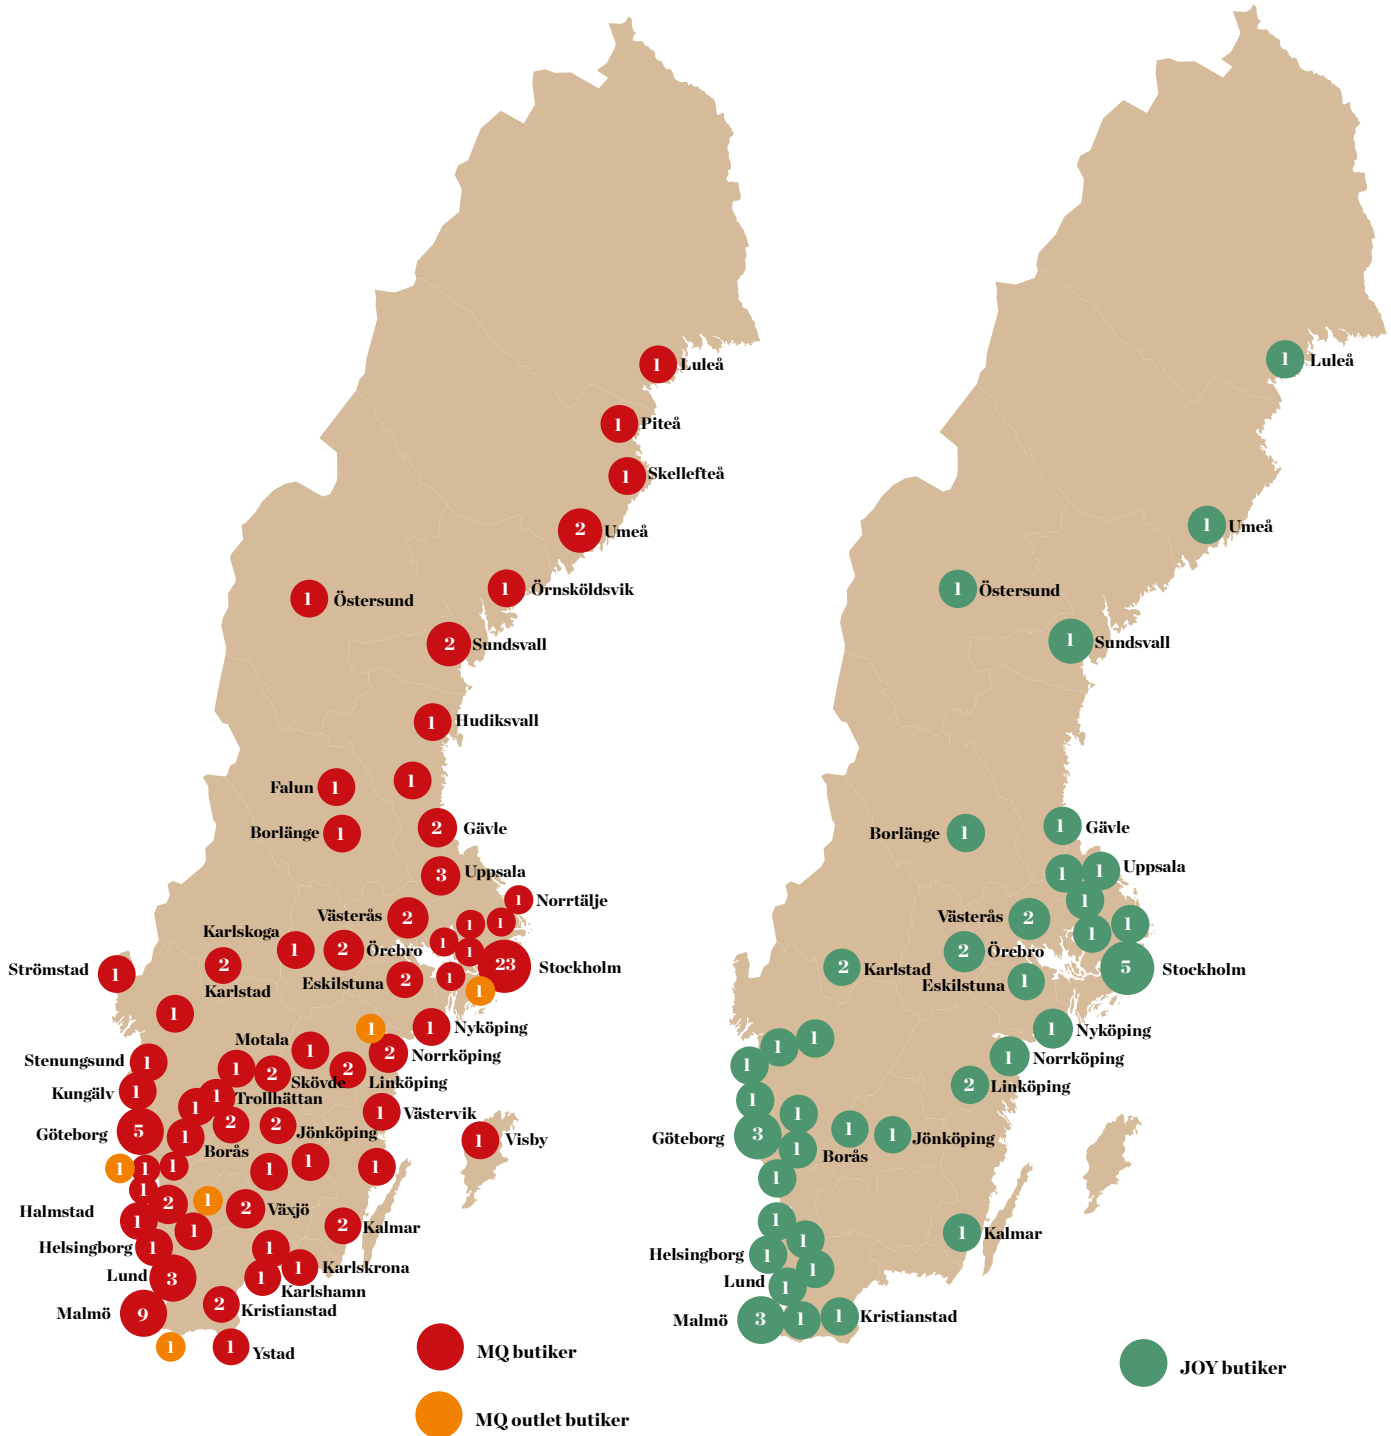 1 Luleå
1 Piteå
1 Skellefteå
2 Umeå
1 Örnsköldsvik
1 Östersund
2 Sundsvall
1 Hudiksvall
1
Falun 1
Borlänge 1
2 Gävle
3 Uppsala
1 Norrtälje
Västerås 2
1
1
Karlskoga 1
2 Örebro
1
1
23 Stockholm
Strömstad 1
2
Karlstad
Eskilstuna 2
1
1
1
1
1 Nyköping
Motala 1
2 Norrköping
Stenungsund 1
1
2 Skövde
2 Linköping
Kungälv 1
1 Trollhättan
1
1 Västervik
Göteborg 5
1
2
2 Jönköping
Borås
1 Visby
1
1
1
1
1
1
1
2
1
2 Växjö
Halmstad 1
1
2 Kalmar
Helsingborg 1
1
1 Karlskrona
Lund 3
1 Karlshamn
Malmö 9
2 Kristianstad
1
1 Ystad
MQ butiker
MQ outlet butiker
1 Luleå
1 Umeå
1 Östersund
1 Sundsvall
Borlänge 1
1 Gävle
1
1 Uppsala
1
Västerås 2
1
1
2 Örebro
2 Karlstad
5 Stockholm
Eskilstuna 1
1 Nyköping
1
1
1
1 Norrköping
2 Linköping
1
1
Göteborg 3
1
1 Jönköping
1
Borås
1
1
1
1 Kalmar
Helsingborg 1
1
Lund 1
Malmö 3
1
1 Kristianstad
JOY butiker